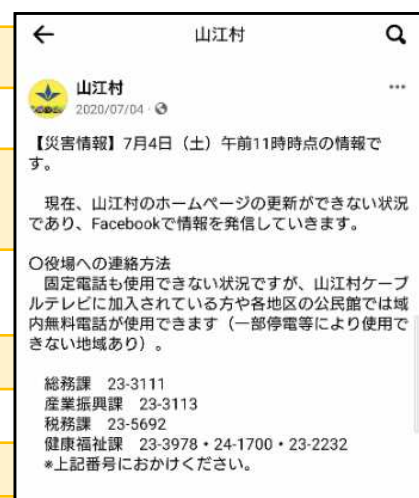 山江村
山江村
2020/07/04
【災害情報】7月4日（土）午前11時時点の情報で
す。
現在、山江村のホームページの更新ができない状況
であり、Facebookで情報を発信していきます。
〇役場への連絡方法
固定電話も使用できない状況ですが、山江村ケーブ
ルテレビに加入されている方や各地区の公民館では域
内無料電話が使用できます（一部停電等により使用で
きない地域あり）。
総務課　23-3111
産業振興課　23-3113
税務課　23-5692
健康福祉課　23-3978・24-1700・23-2232
*上記番号におかけください。